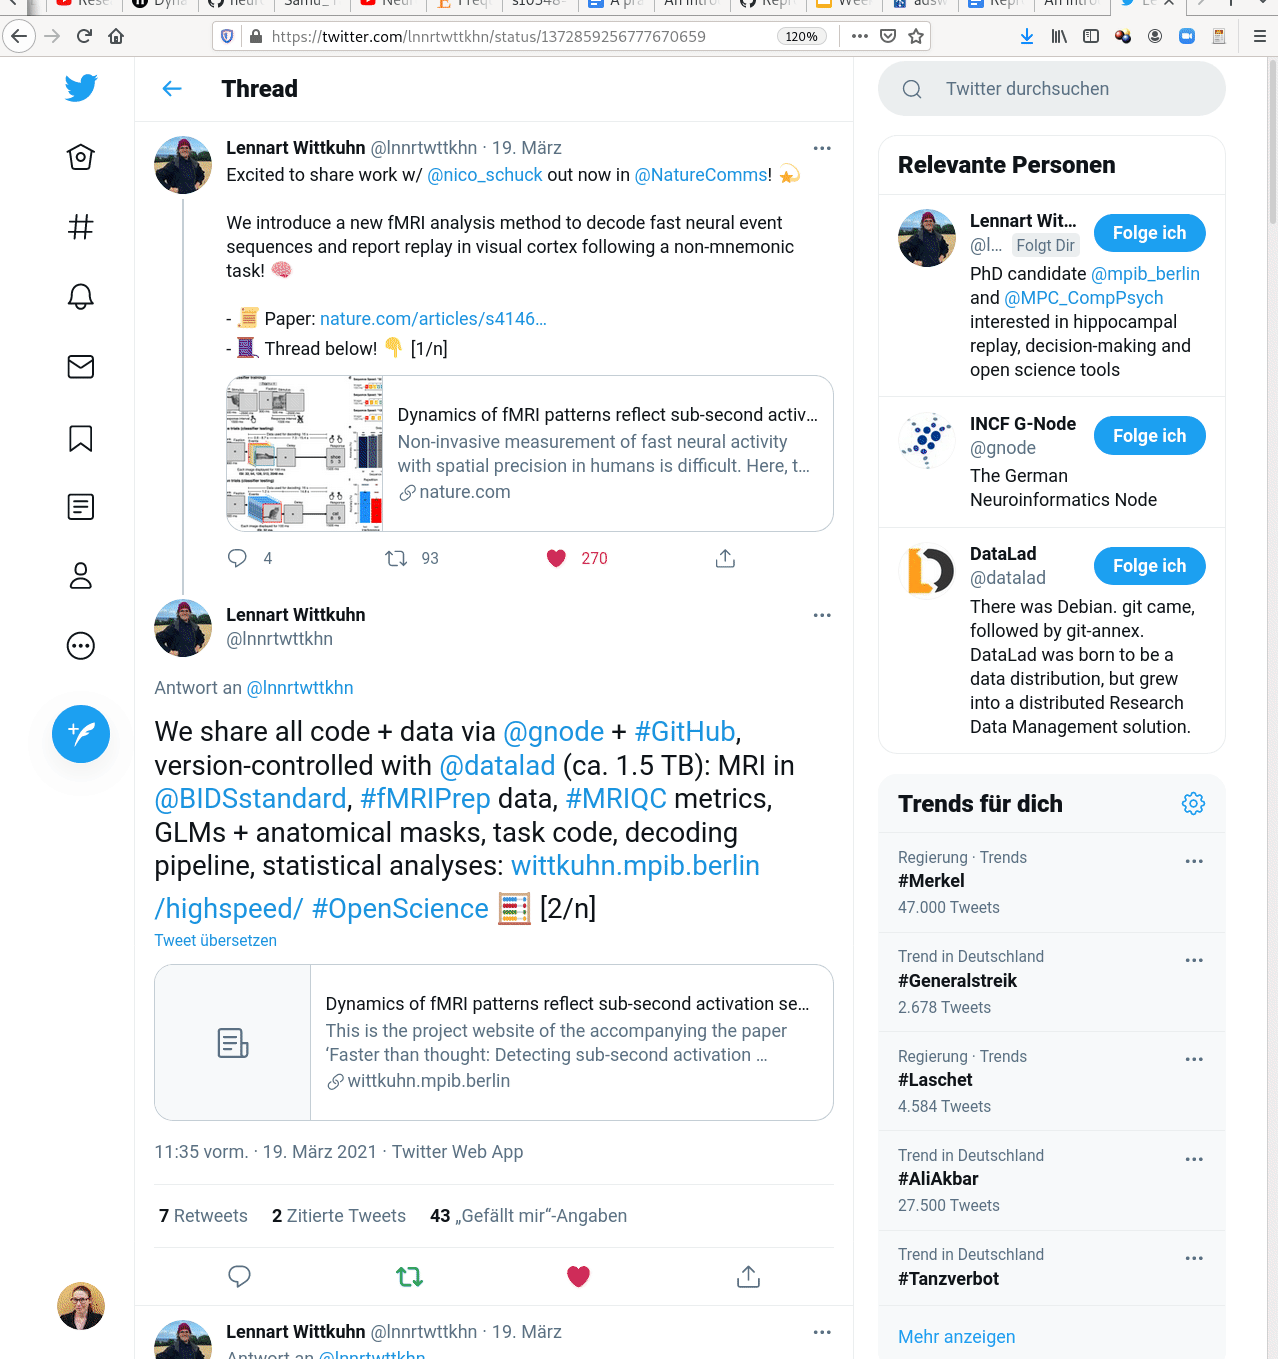 https://twitter.com/lnnrtwttkhn/status/1372859256777670659
120%
Thread
Twitter durchsuchen
Lennart Wittkuhn @lnnrtwttkhn · 19. März
Excited to share work w/ @nico_schuck out now in @NatureComms!
We introduce a new fMRI analysis method to decode fast neural event
sequences and report replay in visual cortex following a non-mnemonic
task!
- Paper: nature.com/articles/s4146…
- Thread below! [1/n]
Dynamics of fMRI patterns reflect sub-second activ...
Non-invasive measurement of fast neural activity
with spatial precision in humans is difficult. Here, t...
nature.com
4
93
270
Lennart Wittkuhn
@lnnrtwttkhn
Antwort an @lnnrtwttkhn
We share all code + data via @gnode + #GitHub,
version-controlled with @datalad (ca. 1.5 TB): MRI in
@BIDSstandard, #fMRIPrep data, #MRIQC metrics,
GLMs + anatomical masks, task code, decoding
pipeline, statistical analyses: wittkuhn.mpib.berlin
/highspeed/ #OpenScience [2/n]
Tweet übersetzen
Dynamics of fMRI patterns reflect sub-second activation se...
This is the project website of the accompanying the paper
‘Faster than thought: Detecting sub-second activation ...
wittkuhn.mpib.berlin
11:35 vorm. · 19. März 2021 · Twitter Web App
7 Retweets 2 Zitierte Tweets 43 „Gefällt mir“-Angaben
Lennart Wittkuhn @lnnrtwttkhn · 19. März
Antwort an @lnnrtwttkhn
Relevante Personen
Lennart Wit...
@l... Folgt Dir
Folge ich
PhD candidate @mpib_berlin
and @MPC_CompPsych
interested in hippocampal
replay, decision-making and
open science tools
INCF G-Node
@gnode
Folge ich
The German
Neuroinformatics Node
DataLad
@datalad
Folge ich
There was Debian. git came,
followed by git-annex.
DataLad was born to be a
data distribution, but grew
into a distributed Research
Data Management solution.
Trends für dich
Regierung · Trends
#Merkel
47.000 Tweets
Trend in Deutschland
#Generalstreik
2.678 Tweets
Regierung · Trends
#Laschet
4.584 Tweets
Trend in Deutschland
#AliAkbar
27.500 Tweets
Trend in Deutschland
#Tanzverbot
Mehr anzeigen